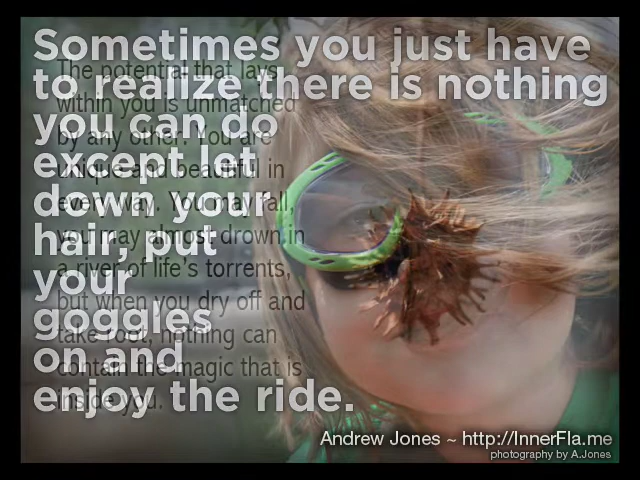 Sometimes you just have
to realize there is nothing
you can do
except let
down your
hair, put
your
goggles
on and
enjoy the ride.
The potential that lays
within you is unmatched
by any other. You are
unique and beautiful in
every way. You may fall,
you may almost drown in
a river of life's torrents,
but when you dry off and
take root, nothing can
contain the magic that is
inside you.
Andrew Jones ~ http://InnerFla.me
photography by A.Jones